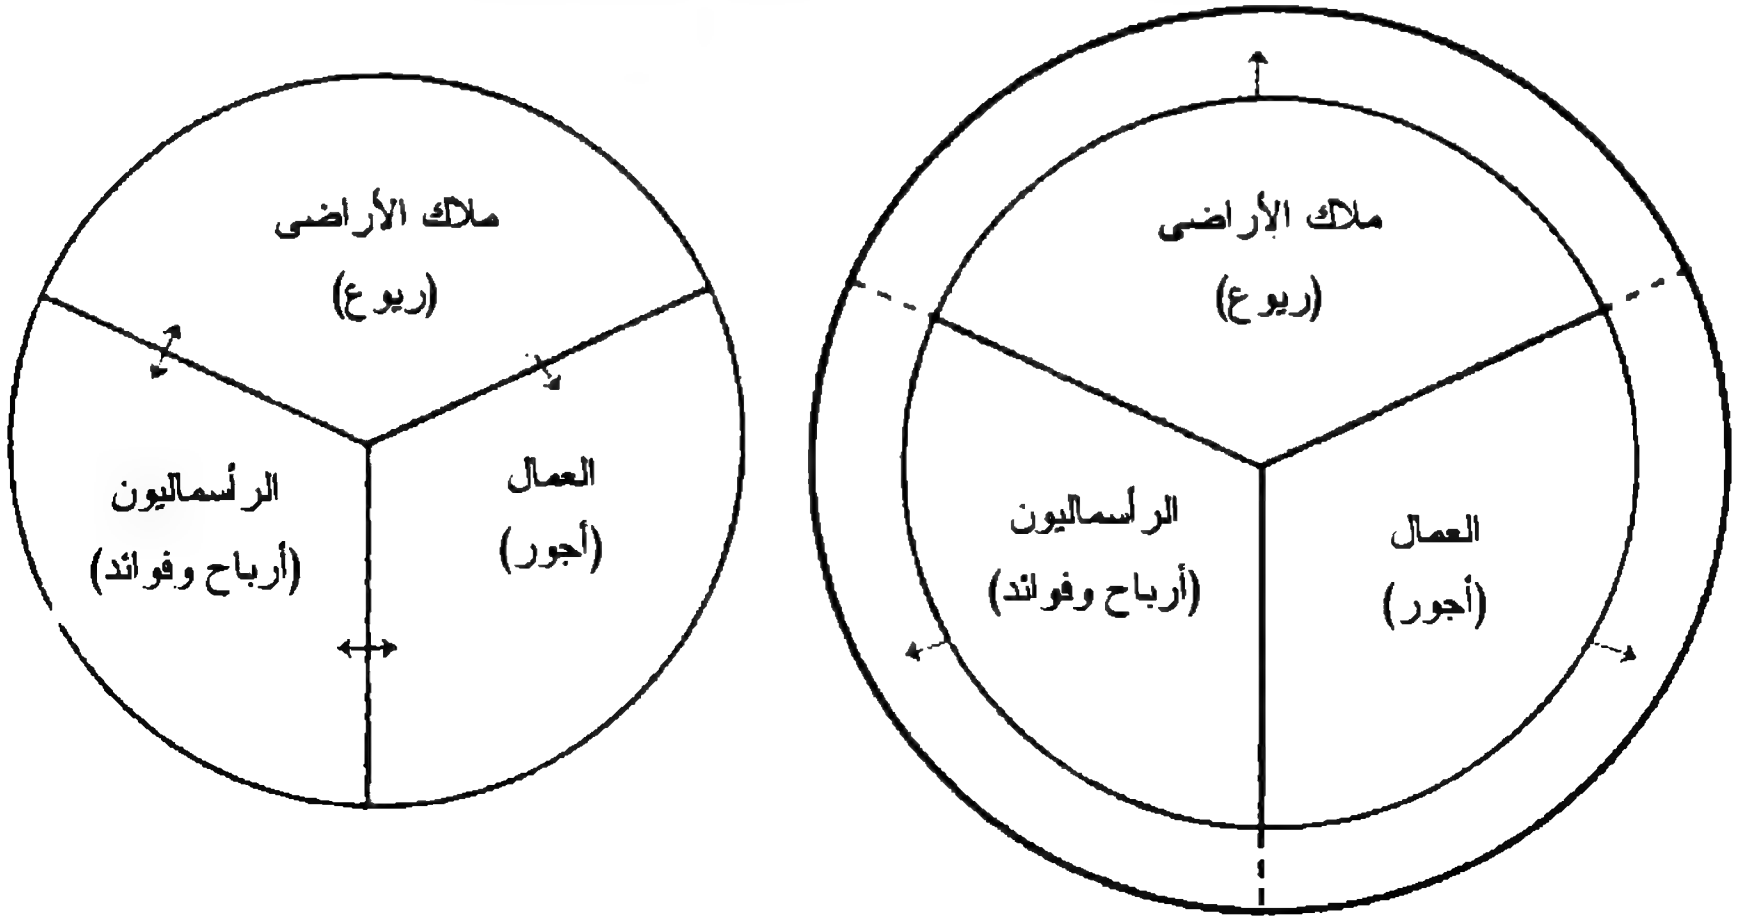 ملاك الأراضى
(ريوع)
الرأسماليون
(أرباح وفوائد)
العمال
(أجور)
ملاك الأراضى
(ريوع)
الرأسماليون
(أرباح وفوائد)
العمال
(أجور)